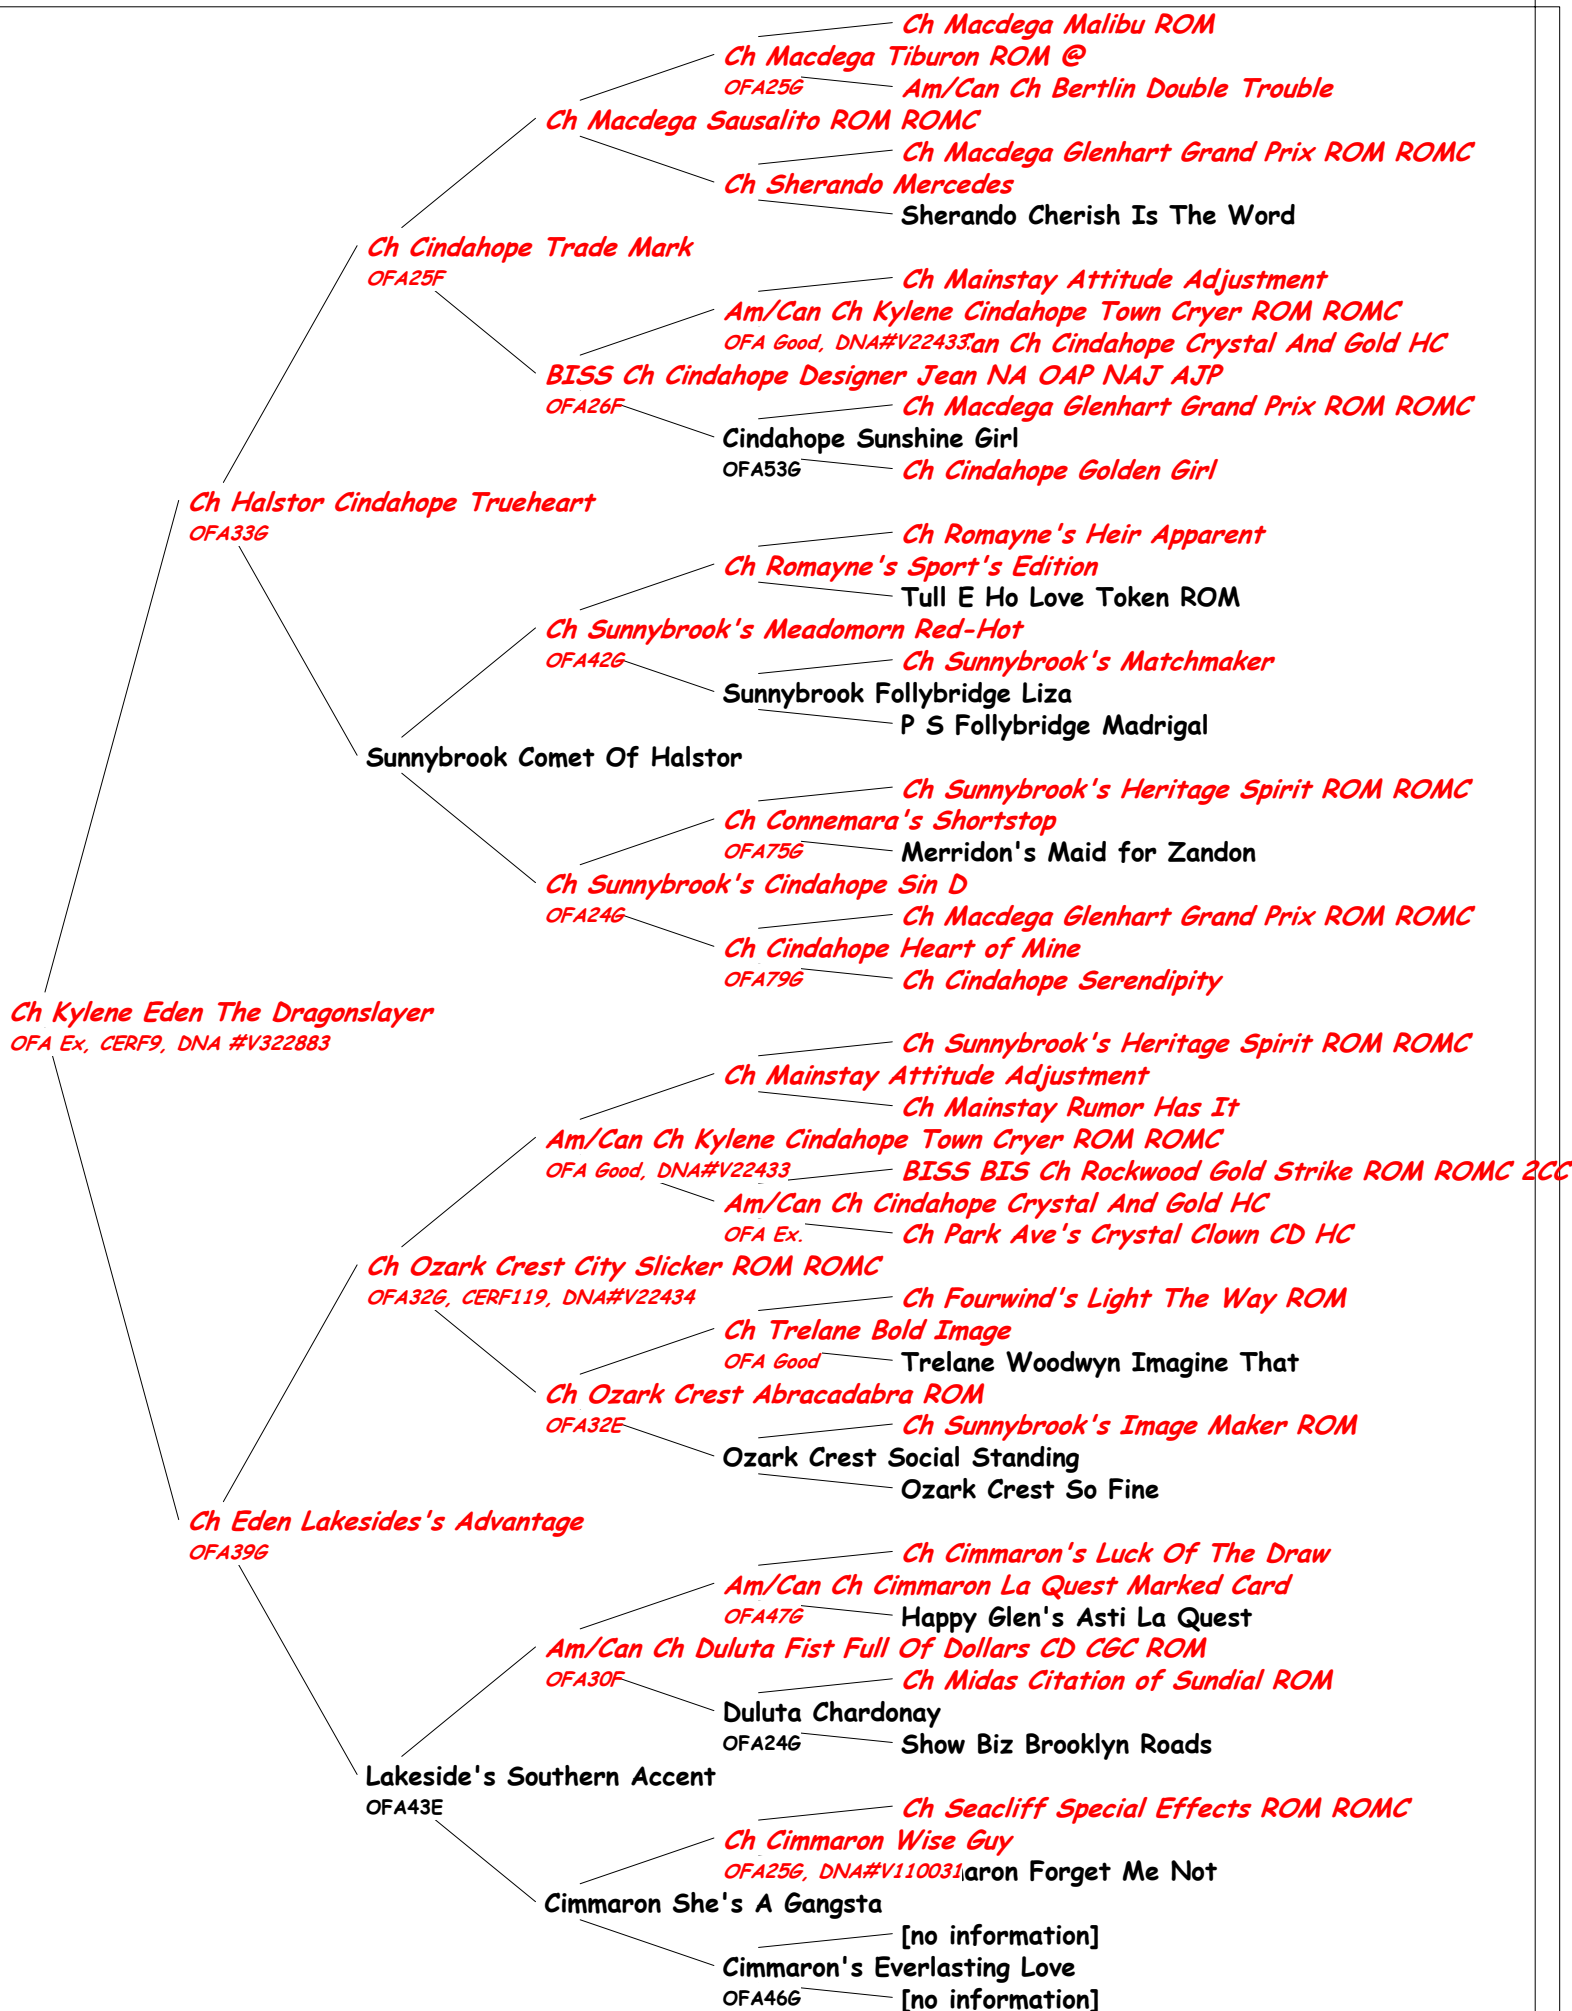 Ch Macdega Malibu ROM
Ch Macdega Tiburon ROM @
OFA25G
Am/Can Ch Bertlin Double Trouble
Ch Macdega Sausalito ROM ROMC
Ch Macdega Glenhart Grand Prix ROM ROMC
Ch Sherando Mercedes
Sherando Cherish Is The Word
Ch Cindahope Trade Mark
OFA25F
Ch Mainstay Attitude Adjustment
Am/Can Ch Kylene Cindahope Town Cryer ROM ROMC
OFA Good, DNA#V22433
Can Ch Cindahope Crystal And Gold HC
BISS Ch Cindahope Designer Jean NA OAP NAJ AJP
OFA26F
Ch Macdega Glenhart Grand Prix ROM ROMC
Cindahope Sunshine Girl
OFA53G
Ch Cindahope Golden Girl
Ch Halstor Cindahope Trueheart
OFA33G
Ch Romayne's Heir Apparent
Ch Romayne's Sport's Edition
Tull E Ho Love Token ROM
Ch Sunnybrook's Meadomorn Red-Hot
OFA42G
Ch Sunnybrook's Matchmaker
Sunnybrook Follybridge Liza
P S Follybridge Madrigal
Sunnybrook Comet Of Halstor
Ch Sunnybrook's Heritage Spirit ROM ROMC
Ch Connemara's Shortstop
OFA75G
Merridon's Maid for Zandon
Ch Sunnybrook's Cindahope Sin D
OFA24G
Ch Macdega Glenhart Grand Prix ROM ROMC
Ch Cindahope Heart of Mine
OFA79G
Ch Cindahope Serendipity
Ch Kylene Eden The Dragonslayer
OFA Ex, CERF9, DNA #V322883
Ch Sunnybrook's Heritage Spirit ROM ROMC
Ch Mainstay Attitude Adjustment
Ch Mainstay Rumor Has It
Am/Can Ch Kylene Cindahope Town Cryer ROM ROMC
OFA Good, DNA#V22433
BISS BIS Ch Rockwood Gold Strike ROM ROMC 2CC
Am/Can Ch Cindahope Crystal And Gold HC
OFA Ex.
Ch Park Ave's Crystal Clown CD HC
Ch Ozark Crest City Slicker ROM ROMC
OFA32G, CERF119, DNA#V22434
Ch Fourwind's Light The Way ROM
Ch Trelane Bold Image
OFA Good
Trelane Woodwyn Imagine That
Ch Ozark Crest Abracadabra ROM
OFA32E
Ch Sunnybrook's Image Maker ROM
Ozark Crest Social Standing
Ozark Crest So Fine
Ch Eden Lakesides's Advantage
OFA39G
Ch Cimmaron's Luck Of The Draw
Am/Can Ch Cimmaron La Quest Marked Card
OFA47G
Happy Glen's Asti La Quest
Am/Can Ch Duluta Fist Full Of Dollars CD CGC ROM
OFA30F
Ch Midas Citation of Sundial ROM
Duluta Chardonay
OFA24G
Show Biz Brooklyn Roads
Lakeside's Southern Accent
OFA43E
Ch Seacliff Special Effects ROM ROMC
Ch Cimmaron Wise Guy
OFA25G, DNA#V110031
aron Forget Me Not
Cimmaron She's A Gangsta
[no information]
Cimmaron's Everlasting Love
OFA46G
[no information]